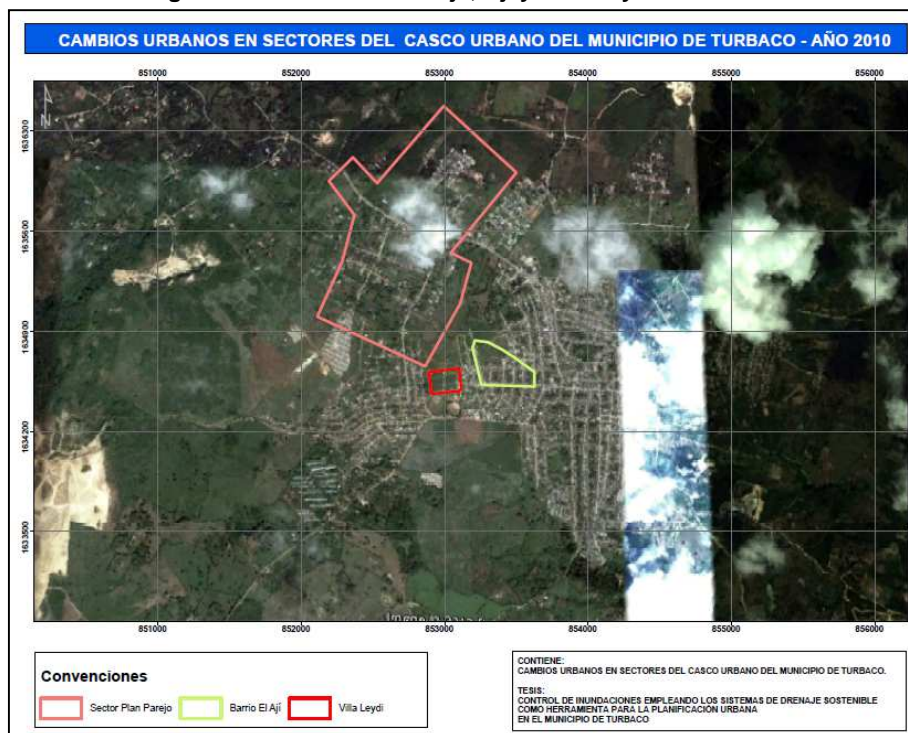 CAMBIOS URBANOS EN SECTORES DEL CASCO URBANO DEL MUNICIPIO DE TURBACO - AÑO 2010
851000 852000 853000 854000 855000 856000
N
1636300
1635600
1634900
1634200
1633500
851000 852000 853000 854000 855000 856000
Convenciones
Sector Plan Parejo Barrio El Ají Villa Leydi
CONTIENE:
CAMBIOS URBANOS EN SECTORES DEL CASCO URBANO DEL MUNICIPIO DE TURBACO.
TESIS:
CONTROL DE INUNDACIONES EMPLEANDO LOS SISTEMAS DE DRENAJE SOSTENIBLE
COMO HERRAMIENTA PARA LA PLANIFICACIÓN URBANA
EN EL MUNICIPIO DE TURBACO